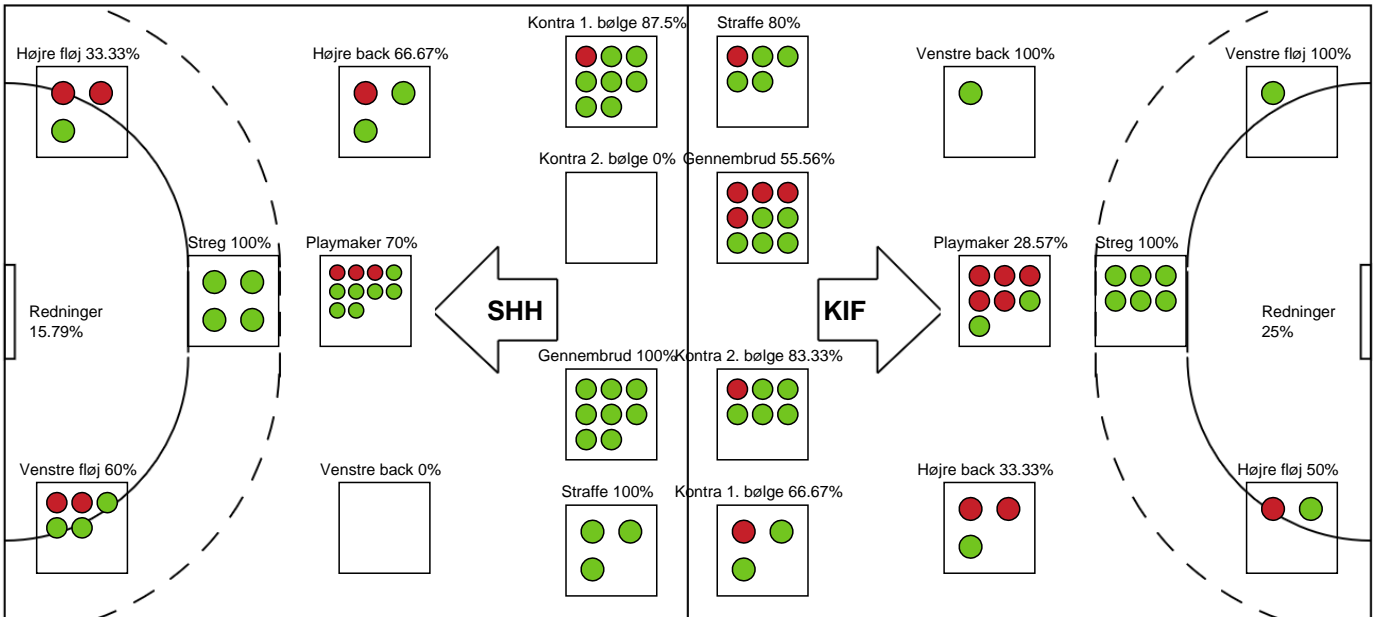 Kontra 1. bølge 87.5%
Straffe 80%
Højre fløj 33.33%
Højre back 66.67%
Venstre back 100%
Venstre fløj 100%
Kontra 2. bølge 0%
Gennembrud 55.56%
Streg 100%
Playmaker 70%
Playmaker 28.57%
Streg 100%
Redninger
15.79%
SHH
KIF
Redninger
25%
Gennembrud 100%
Kontra 2. bølge 83.33%
Venstre fløj 60%
Venstre back 0%
Højre back 33.33%
Højre fløj 50%
Straffe 100%
Kontra 1. bølge 66.67%